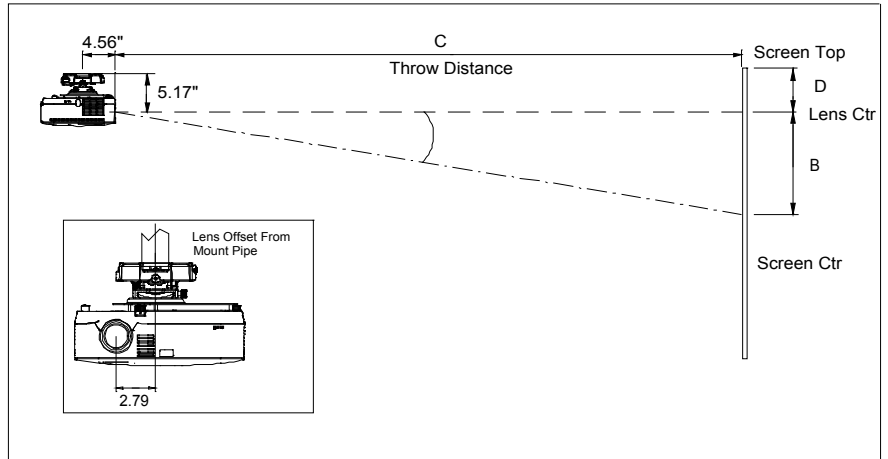 4.56"
C
Throw Distance
Screen Top
5.17"
D
Lens Ctr
B
Lens Offset From
Mount Pipe
Screen Ctr
2.79